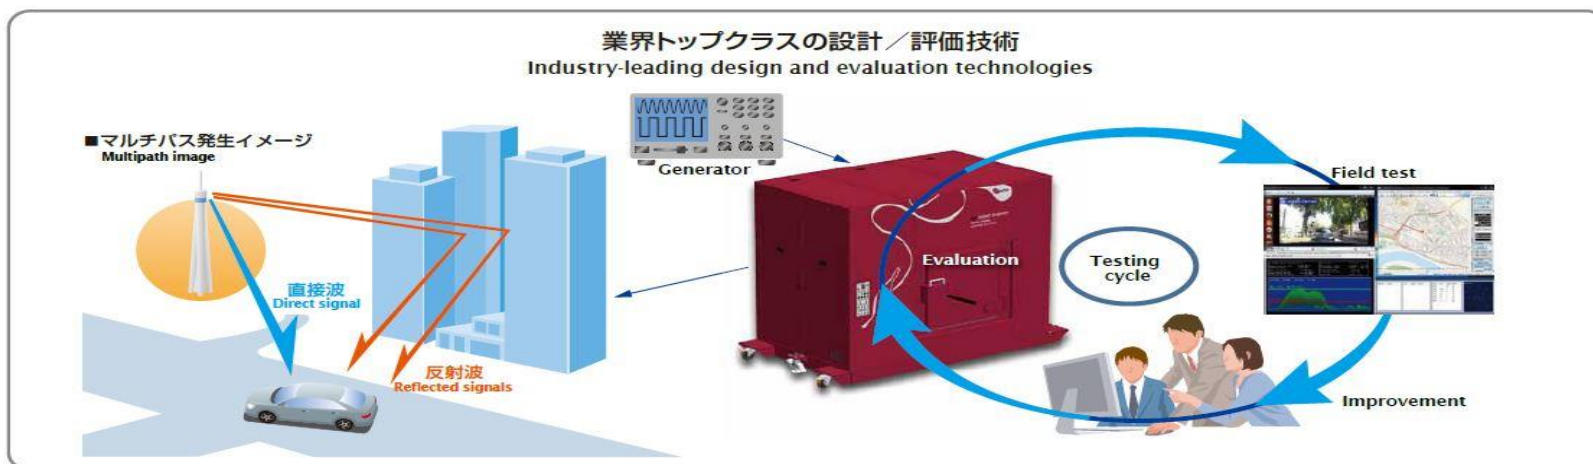 業界トップクラスの設計／評価技術
Industry-leading design and evaluation technologies
■マルチパス発生イメージ
Multipath image
直接波
Direct signal
反射波
Reflected signals
Generator
Evaluation
Testing
cycle
Field test
Improvement